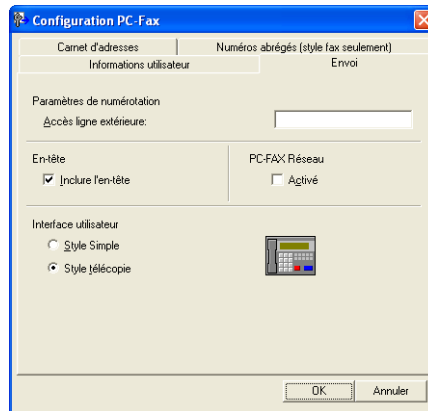 Configuration PC-Fax
Carnet d'adresses
Numéros abrégés (style fax seulement)
Informations utilisateur
Envoi
Paramètres de numérotation
Accès ligne extérieure:
En-tête
PC-FAX Réseau
Inclure l'en-tête
Activé
Interface utilisateur
Style Simple
Style télécopie
OK
Annuler